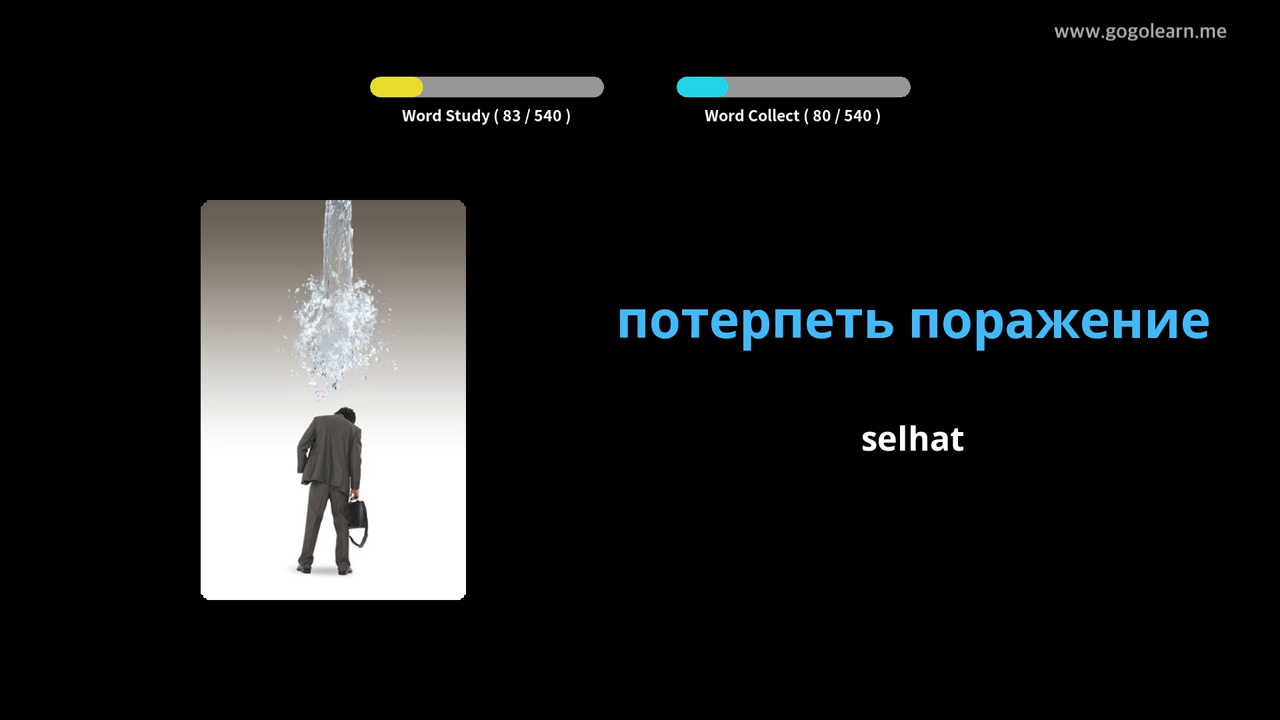 www.gogolearn.me
Word Study ( 83 / 540 )
Word Collect ( 80 / 540 )
потерпеть поражение
selhat